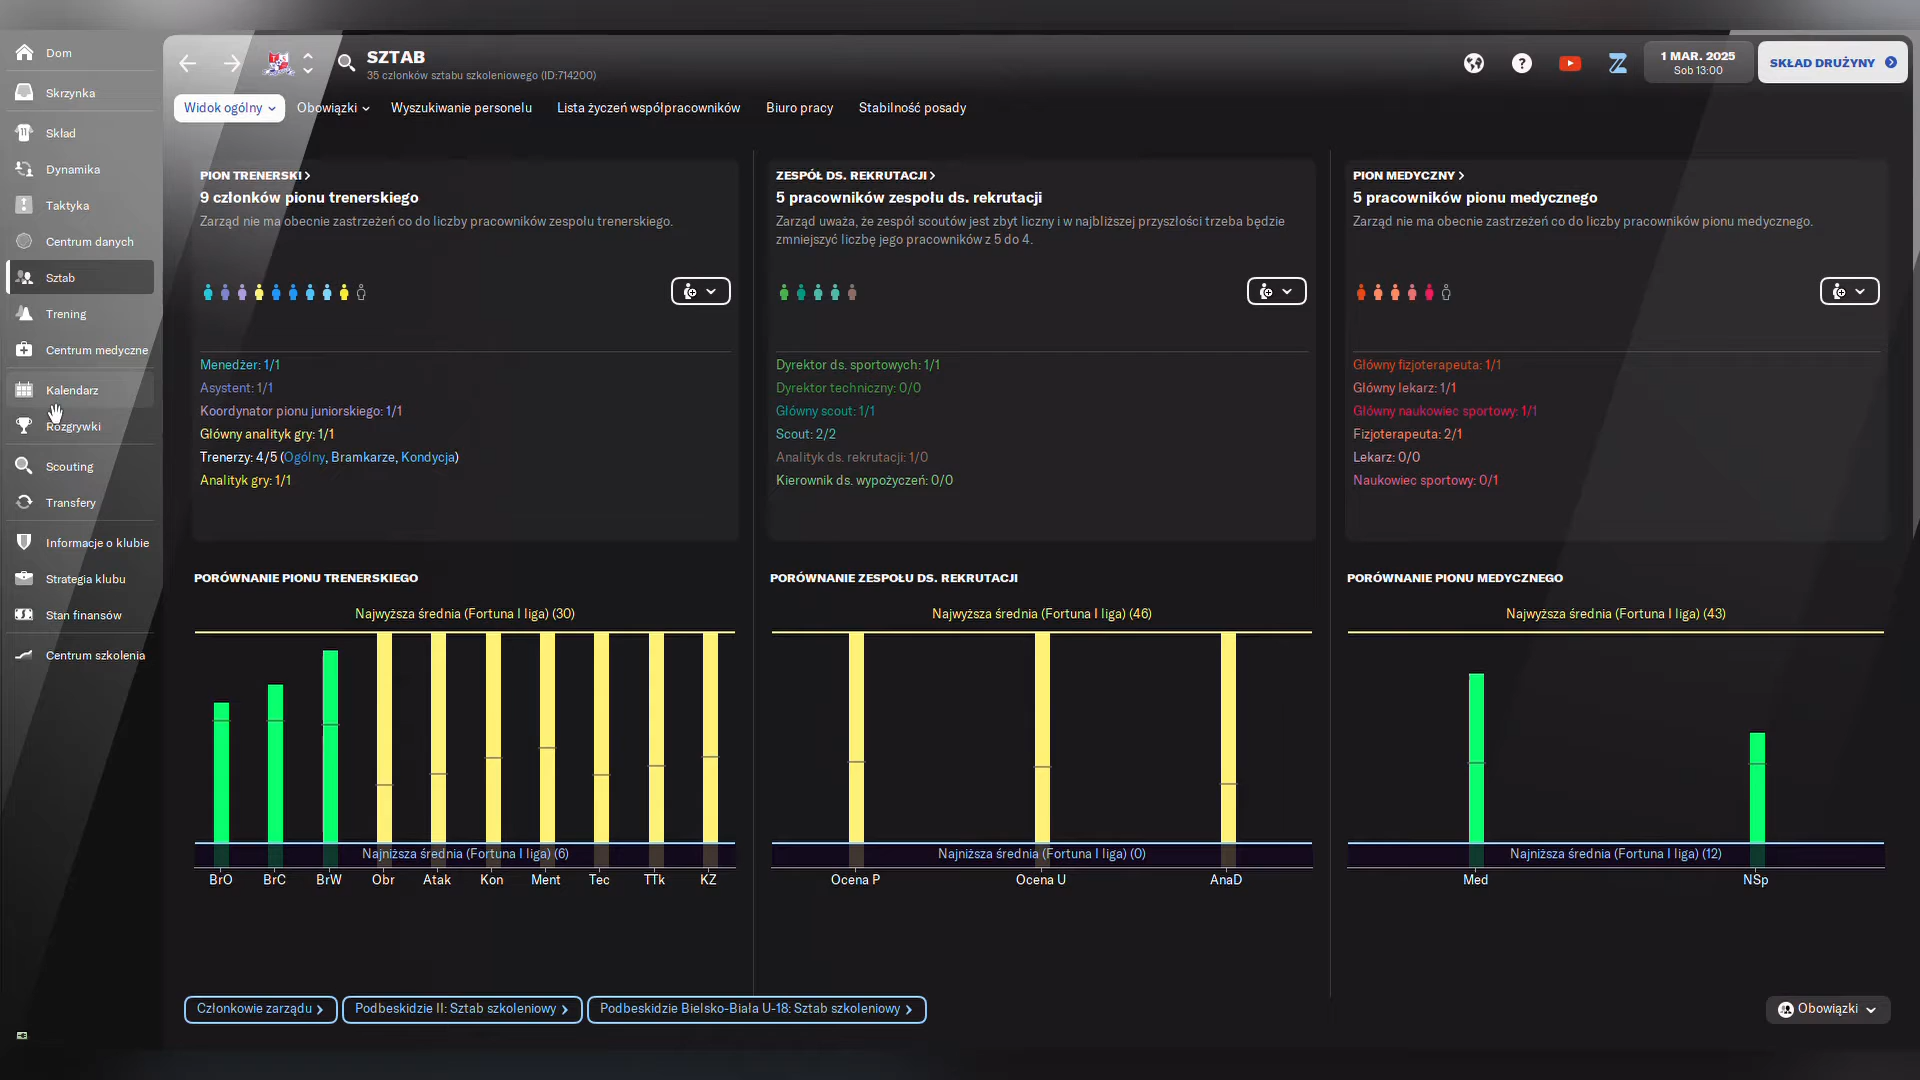 Dom
Skrzynka
Skład
Dynamika
Taktyka
Centrum danych
Sztab
Trening
Centrum medyczne
Kalendarz
Rozgrywki
Scouting
Transfery
Informacje o klubie
Strategia klubu
Stan finansów
Centrum szkolenia
SZTAB
35 członków sztabu szkoleniowego (ID:714200)
1 MAR. 2025
Sob 13:00
SKŁAD DRUŻYNY
Widok ogólny
Obowiązki
Wyszukiwanie personelu
Lista życzeń współpracowników
Biuro pracy
Stabilność posady
PION TRENERSKI
9 członków pionu trenerskiego
Zarząd nie ma obecnie zastrzeżeń co do liczby pracowników zespołu trenerskiego.
Menedżer: 1/1
Asystent: 1/1
Koordynator pionu juniorskiego: 1/1
Główny analityk gry: 1/1
Trenerzy: 4/5 (Ogólny, Bramkarze, Kondycja)
Analityk gry: 1/1
ZESPÓŁ DS. REKRUTACJI
5 pracowników zespołu ds. rekrutacji
Zarząd uważa, że zespół scoutów jest zbyt liczny i w najbliższej przyszłości trzeba będzie
zmniejszyć liczbę jego pracowników z 5 do 4.
Dyrektor ds. sportowych: 1/1
Dyrektor techniczny: 0/0
Główny scout: 1/1
Scout: 2/2
Analityk ds. rekrutacji: 1/0
Kierownik ds. wypożyczeń: 0/0
PION MEDYCZNY
5 pracowników pionu medycznego
Zarząd nie ma obecnie zastrzeżeń co do liczby pracowników pionu medycznego.
Główny fizjoterapeuta: 1/1
Główny lekarz: 1/1
Główny naukowiec sportowy: 1/1
Fizjoterapeuta: 2/1
Lekarz: 0/0
Naukowiec sportowy: 0/1
PORÓWNANIE PIONU TRENERSKIEGO
Najwyższa średnia (Fortuna I liga) (30)
Najniższa średnia (Fortuna I liga) (6)
BrO BrC BrW Obr Atak Kon Ment Tec TTk KZ
PORÓWNANIE ZESPOŁU DS. REKRUTACJI
Najwyższa średnia (Fortuna I liga) (46)
Najniższa średnia (Fortuna I liga) (0)
Ocena P Ocena U AnaD
PORÓWNANIE PIONU MEDYCZNEGO
Najwyższa średnia (Fortuna I liga) (43)
Najniższa średnia (Fortuna I liga) (12)
Med NSp
Członkowie zarządu
Podbeskidzie II: Sztab szkoleniowy
Podbeskidzie Bielsko-Biała U-18: Sztab szkoleniowy
Obowiązki